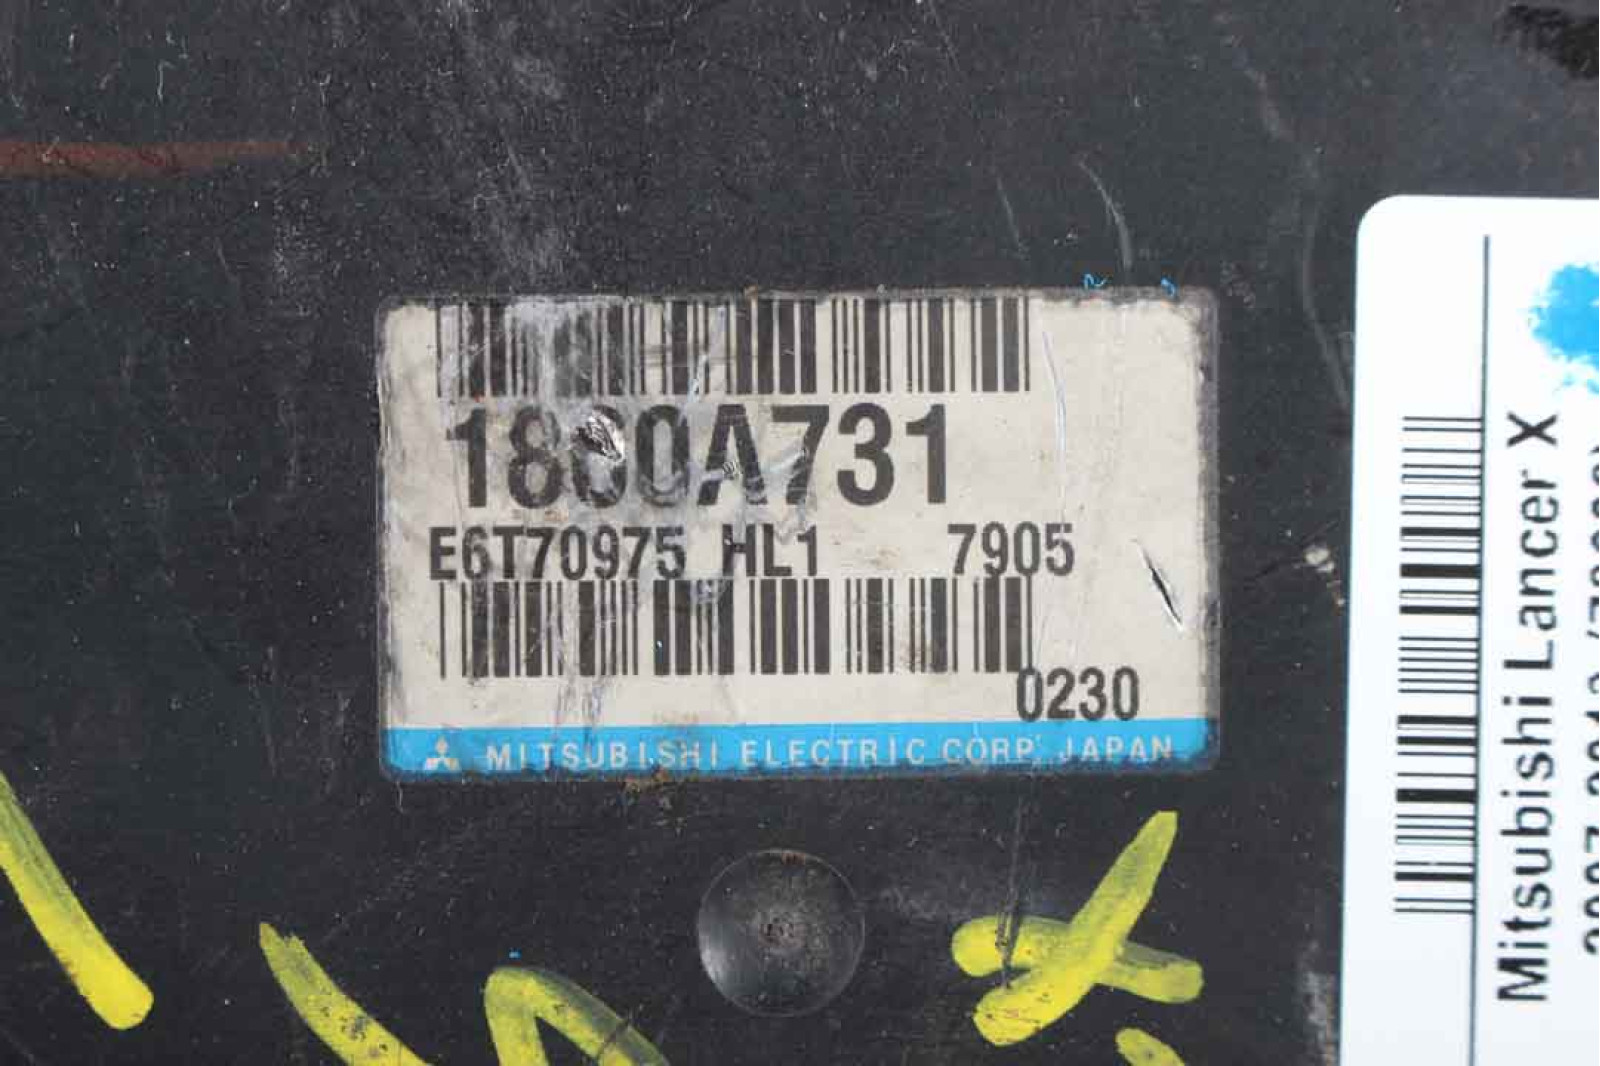 1860A731
E6T70975 HL1 7905
0230
MITSUBISHI ELECTRIC CORP. JAPAN
Mitsubishi Lancer X